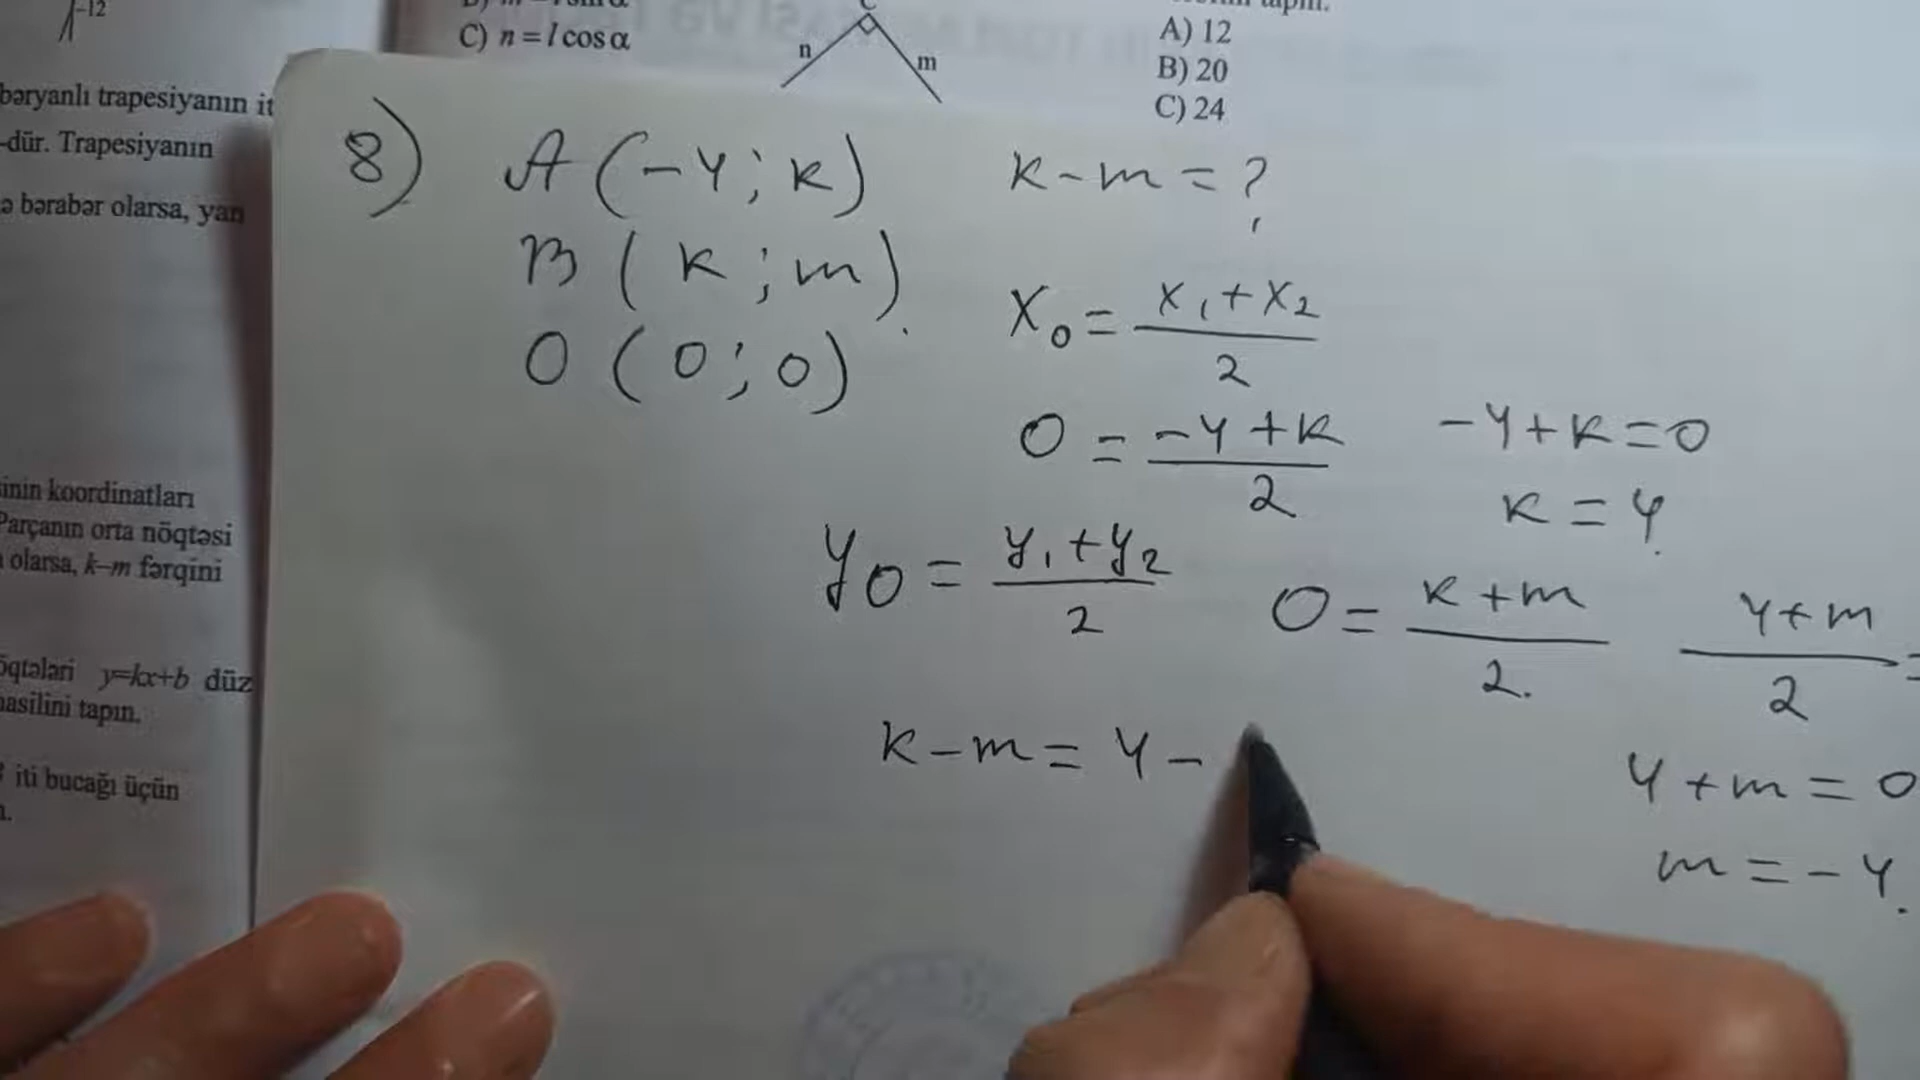 -12
C) n = l cos α
n
m
A) 12
B) 20
C) 24
bəryanlı trapesiyanın it
-dür. Trapesiyanın
ə bərabər olarsa, yan
inin koordinatları
Parçanın orta nöqtəsi
olarsa, k–m fərqini
öqtələri y=kx+b düz
hasilini tapın.
iti bucağı üçün
8) A (-4; k)
B (k; m).
O (0; 0)
k - m = ?
x₀ = (x₁ + x₂)/2
0 = (-4 + k)/2
-4 + k = 0
k = 4.
y₀ = (y₁ + y₂)/2
0 = (k + m)/2.
(4 + m)/2 =
4 + m = 0
m = -4.
k - m = 4 -